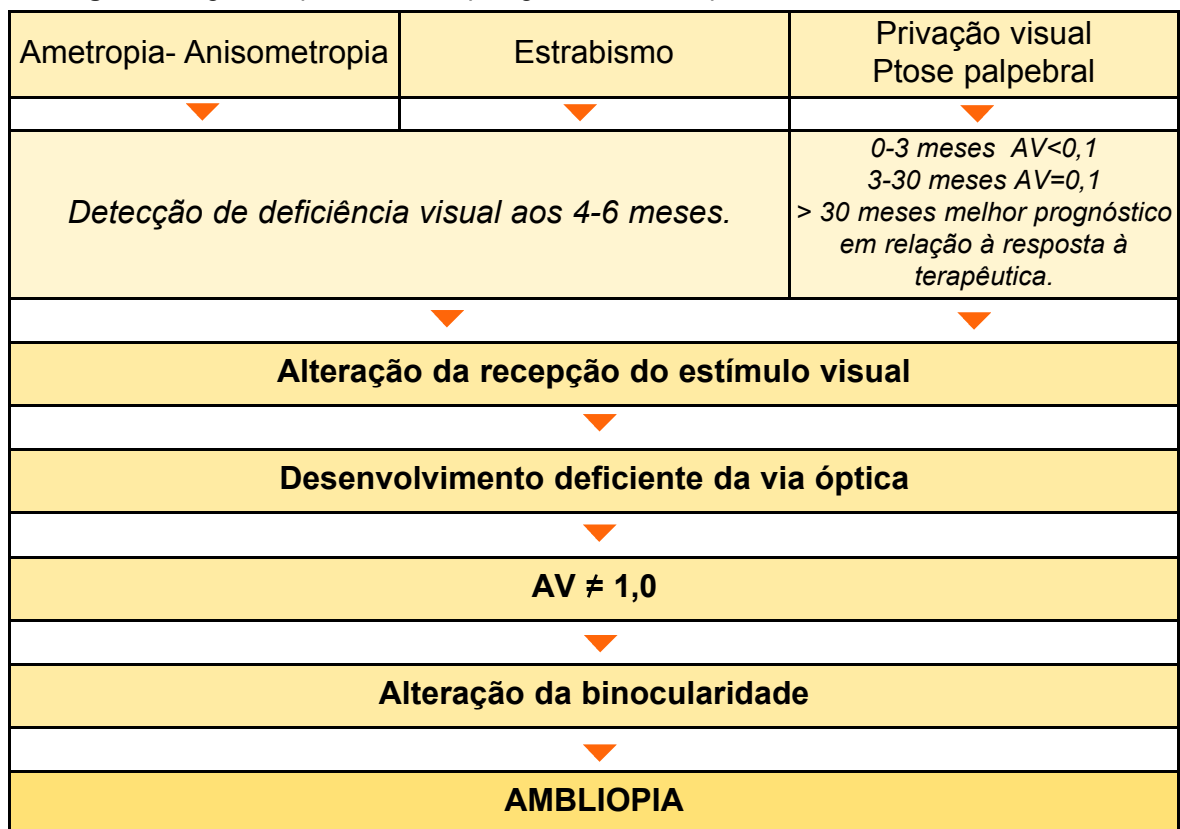 Ametropia- Anisometropia
Estrabismo
Privação visual
Ptose palpebral
Detecção de deficiência visual aos 4-6 meses.
0-3 meses AV<0,1
3-30 meses AV=0,1
> 30 meses melhor prognóstico
em relação à resposta à
terapêutica.
Alteração da recepção do estímulo visual
Desenvolvimento deficiente da via óptica
AV ≠ 1,0
Alteração da binocularidade
AMBLIOPIA